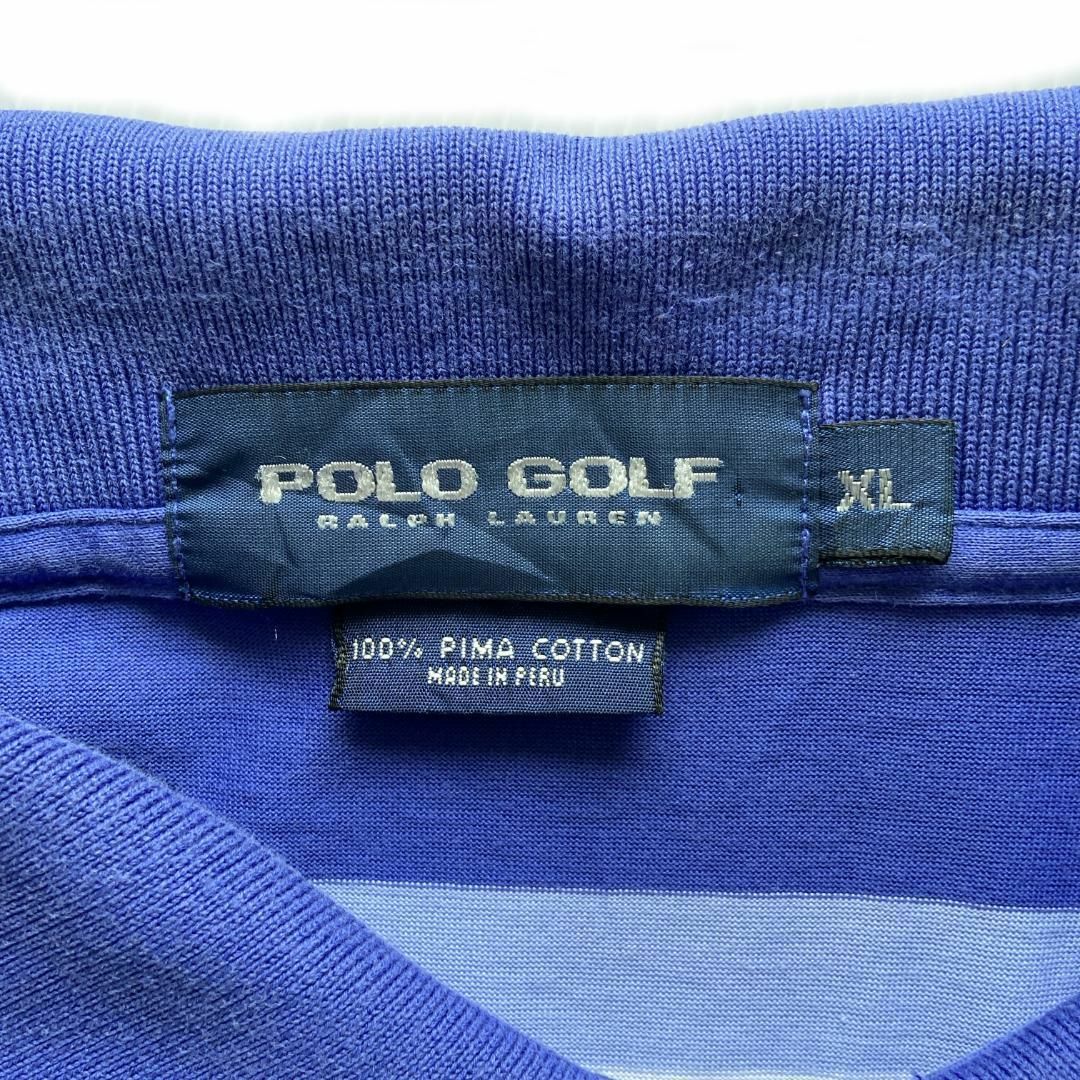 POLO GOLF
RALPH LAUREN
XL
100% PIMA COTTON
MADE IN PERU